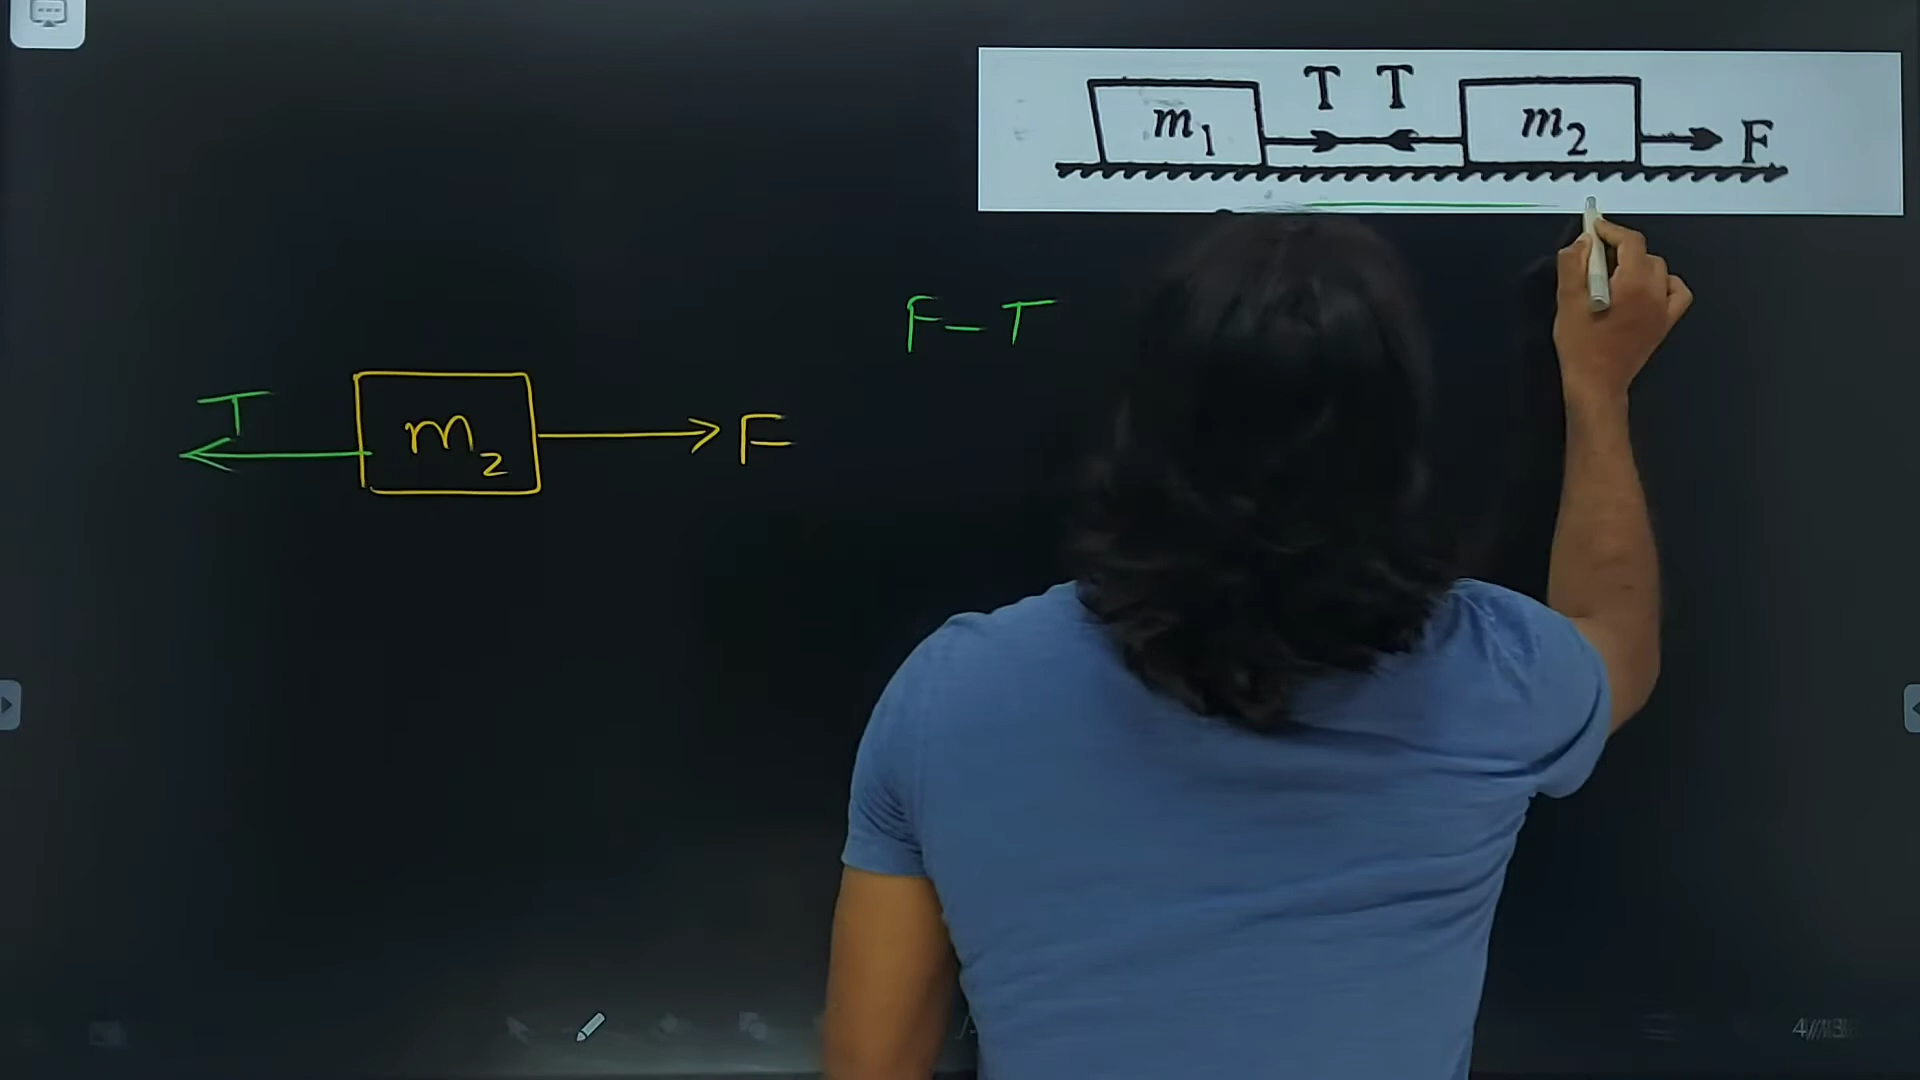 T T
m₁ m₂ F
F - T
T m₂ F